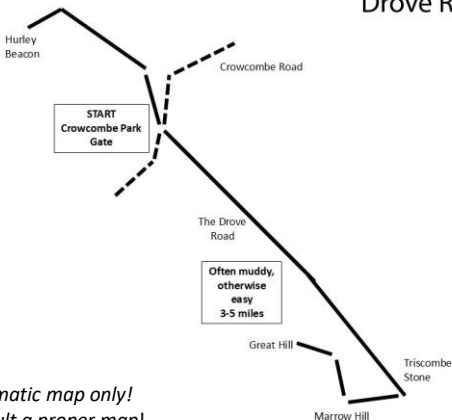 Drove R
Hurley
Beacon
Crowcombe Road
START
Crowcombe Park
Gate
The Drove
Road
Often muddy,
otherwise
easy
3-5 miles
Great Hill
Triscombe
Stone
Marrow Hill
matic map only!
ult a proper map!